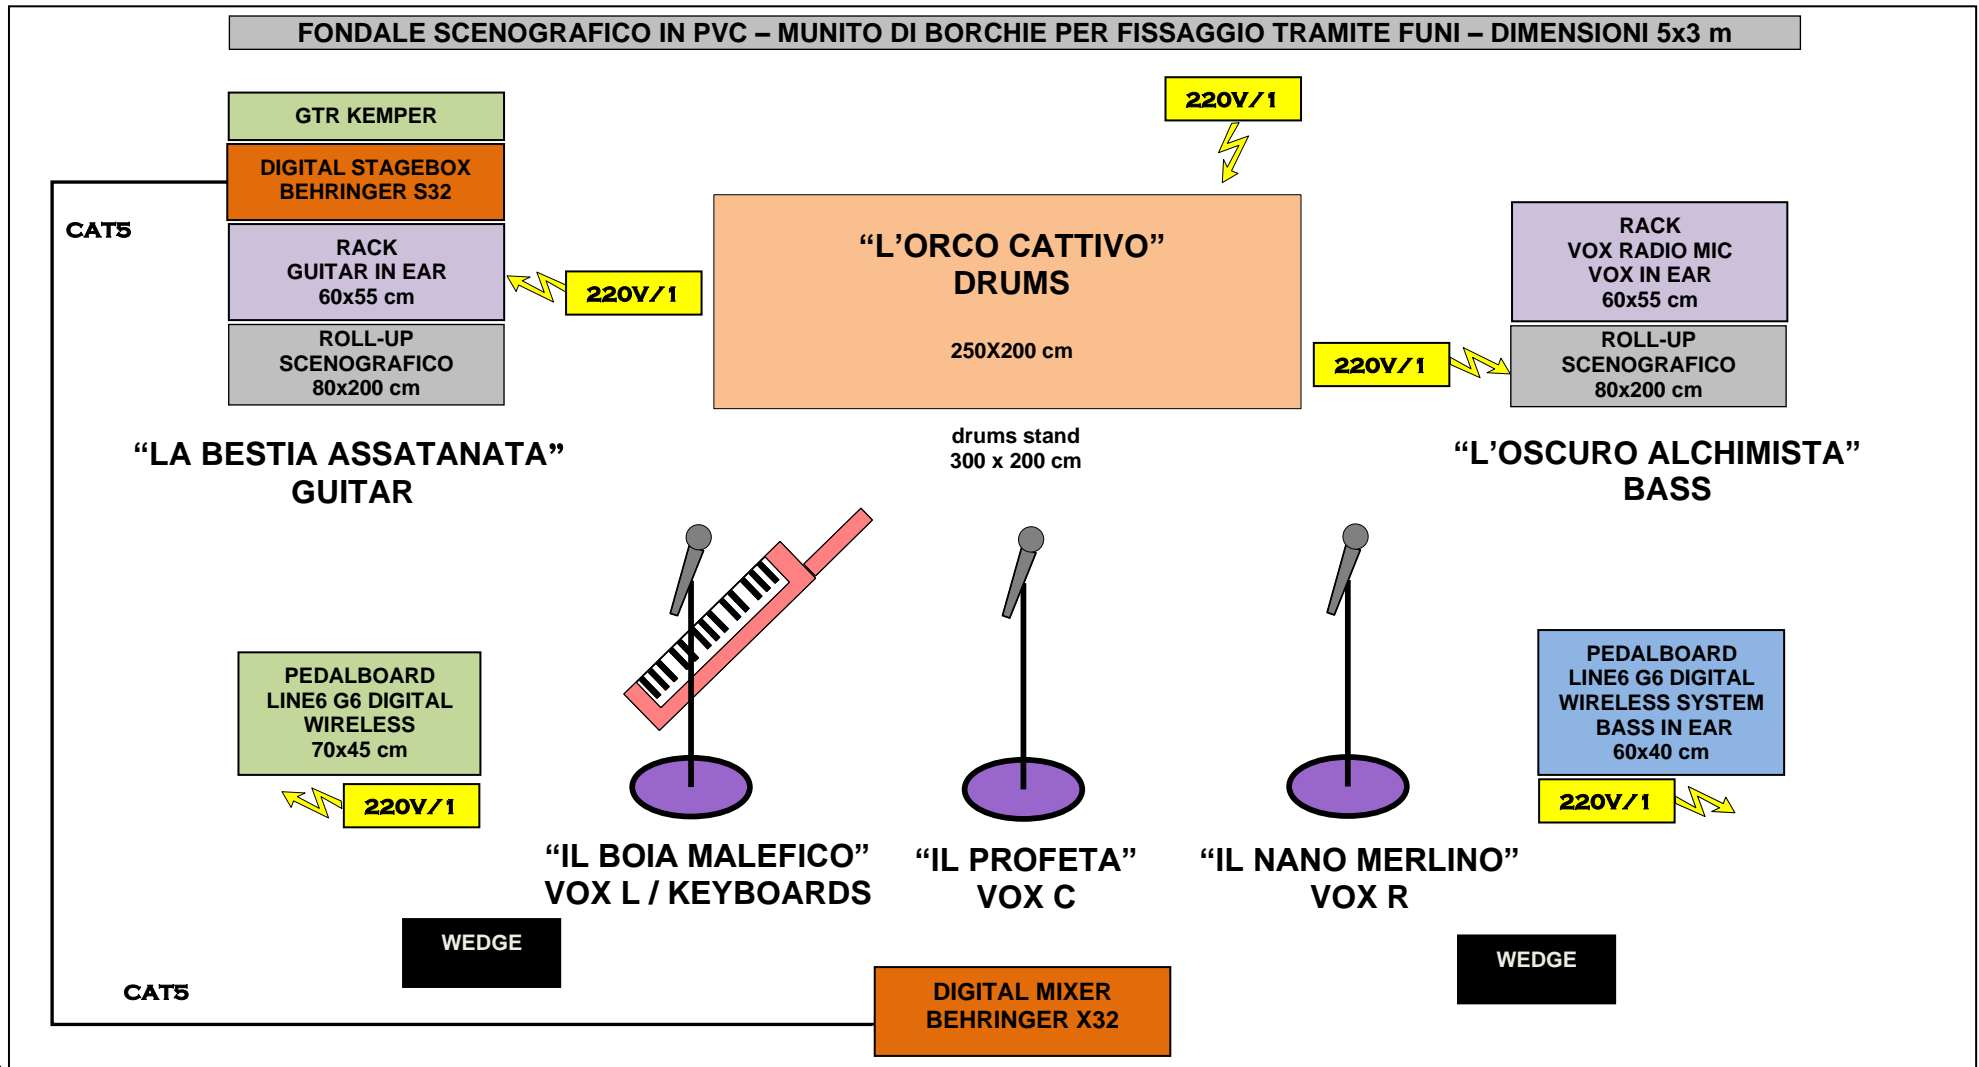 FONDALE SCENOGRAFICO IN PVC – MUNITO DI BORCHIE PER FISSAGGIO TRAMITE FUNI – DIMENSIONI 5x3 m
220V/1
GTR KEMPER
DIGITAL STAGEBOX
BEHRINGER S32
CAT5
RACK
GUITAR IN EAR
60x55 cm
220V/1
ROLL-UP
SCENOGRAFICO
80x200 cm
“L’ORCO CATTIVO”
DRUMS
250X200 cm
RACK
VOX RADIO MIC
VOX IN EAR
60x55 cm
220V/1
ROLL-UP
SCENOGRAFICO
80x200 cm
“LA BESTIA ASSATANATA”
GUITAR
drums stand
300 x 200 cm
“L’OSCURO ALCHIMISTA”
BASS
PEDALBOARD
LINE6 G6 DIGITAL
WIRELESS
70x45 cm
220V/1
PEDALBOARD
LINE6 G6 DIGITAL
WIRELESS SYSTEM
BASS IN EAR
60x40 cm
220V/1
“IL BOIA MALEFICO”
VOX L / KEYBOARDS
“IL PROFETA”
VOX C
“IL NANO MERLINO”
VOX R
WEDGE
WEDGE
CAT5
DIGITAL MIXER
BEHRINGER X32